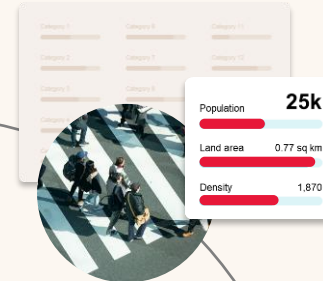 Category 1
Category 6
Category 11
Category 2
Category 7
Category 12
Category 3
Category 8
Population 25k
Land area 0.77 sq km
Density 1,870